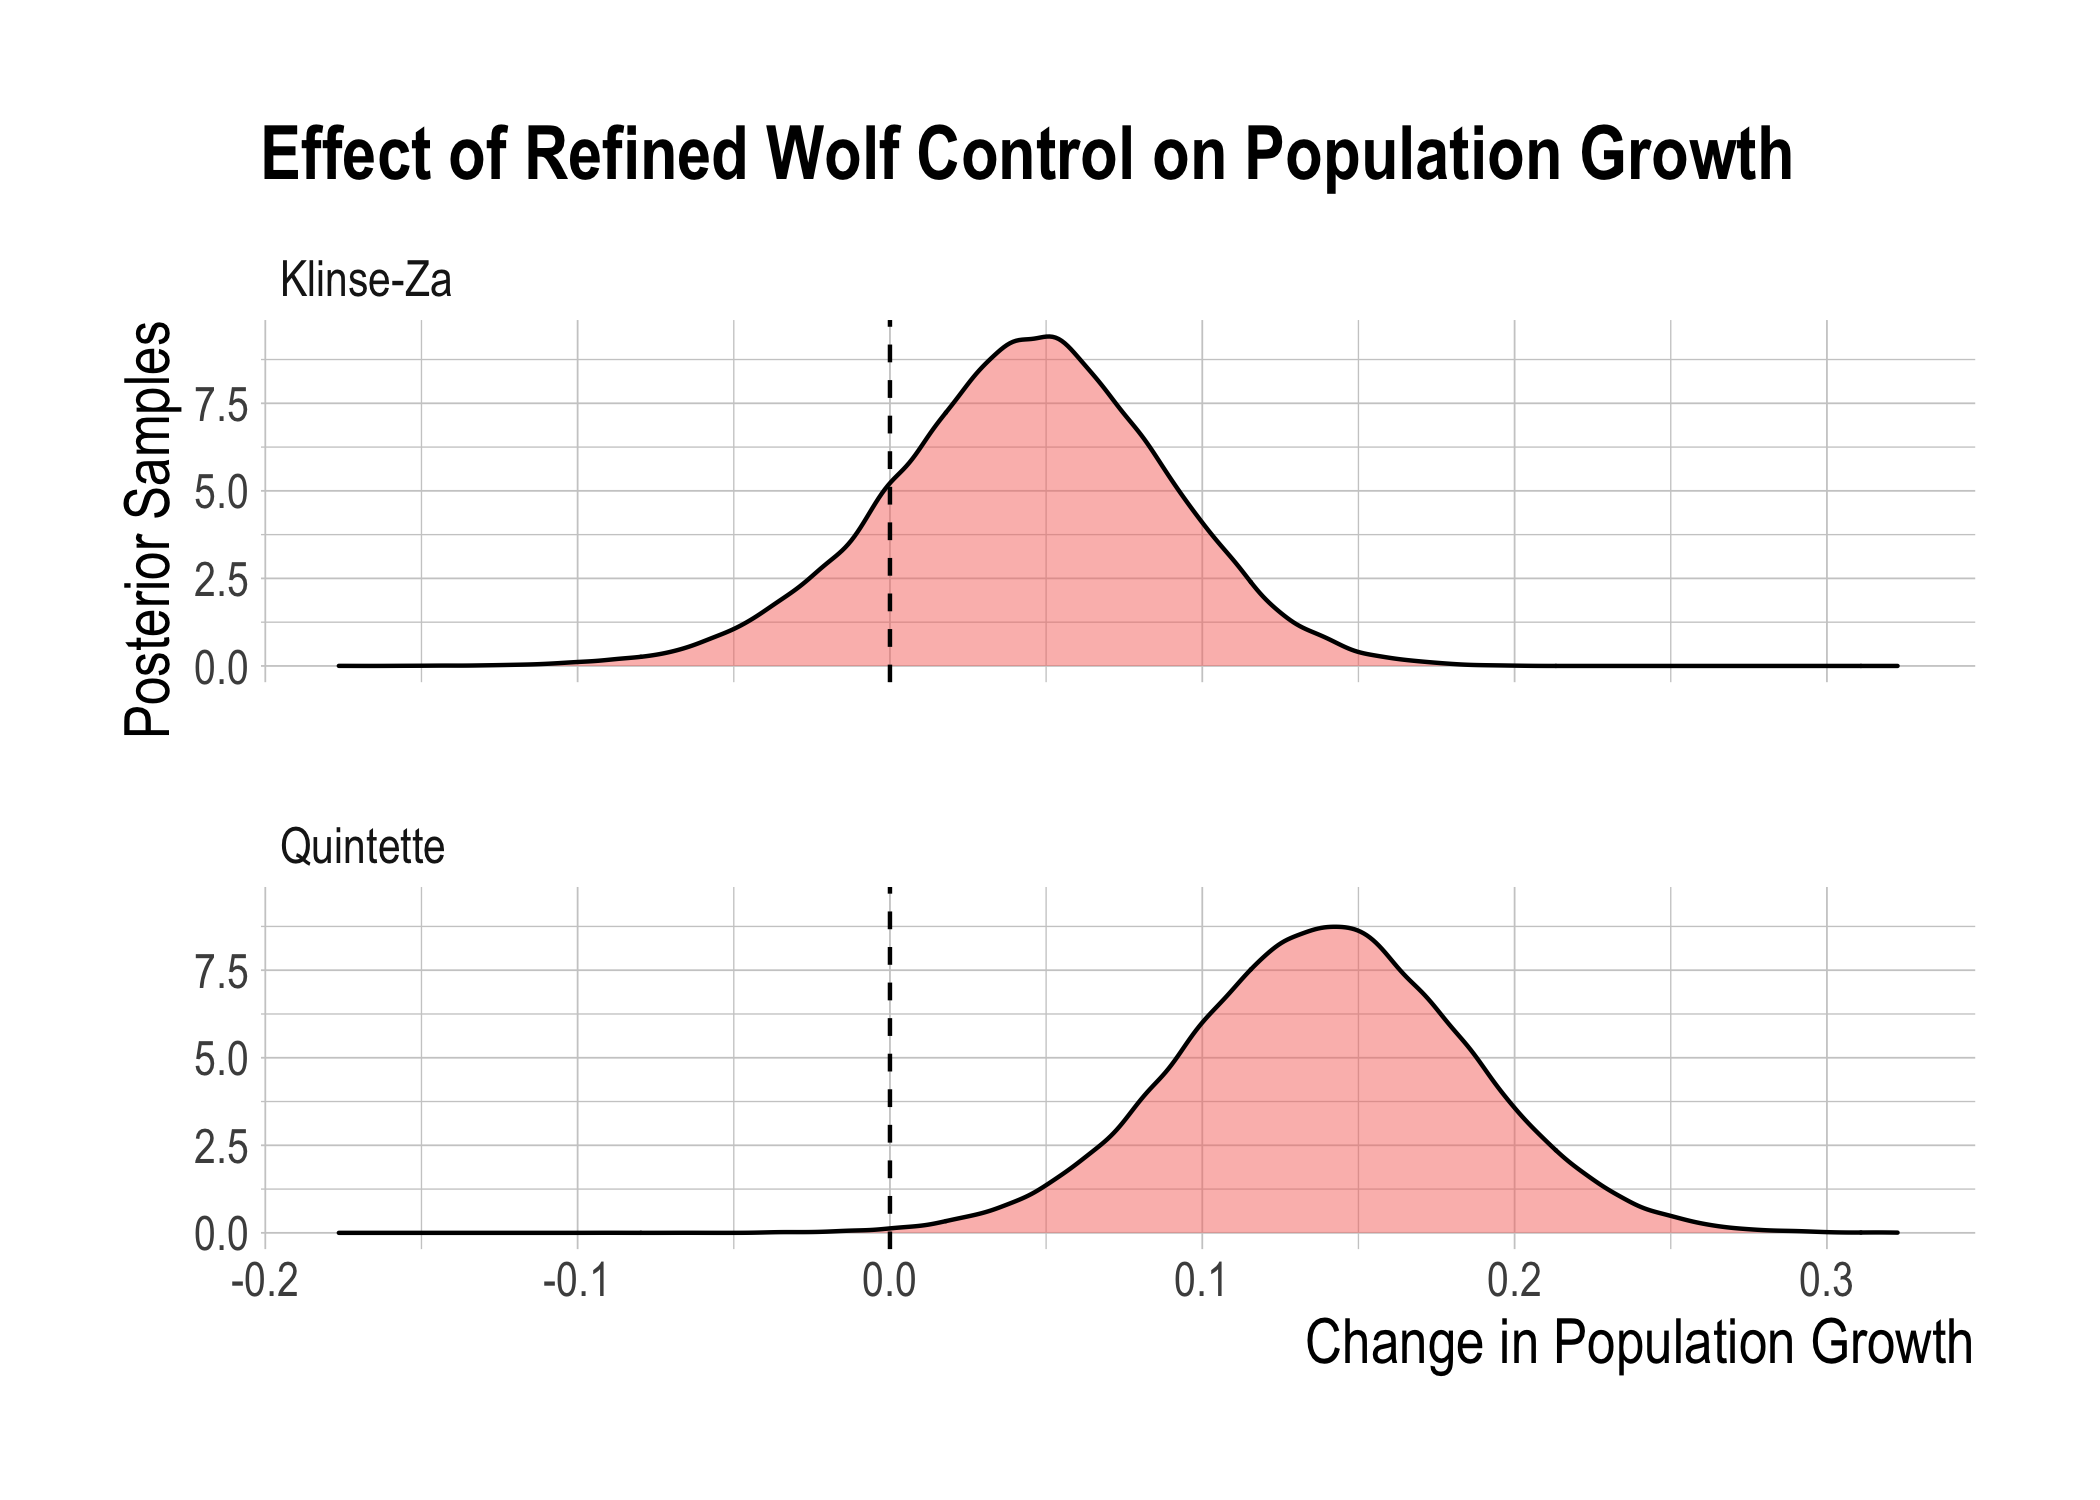 Effect of Refined Wolf Control on Population Growth
Klinse-Za
Posterior Samples
7.5
5.0
2.5
0.0
Quintette
7.5
5.0
2.5
0.0
-0.2 -0.1 0.0 0.1 0.2 0.3
Change in Population Growth